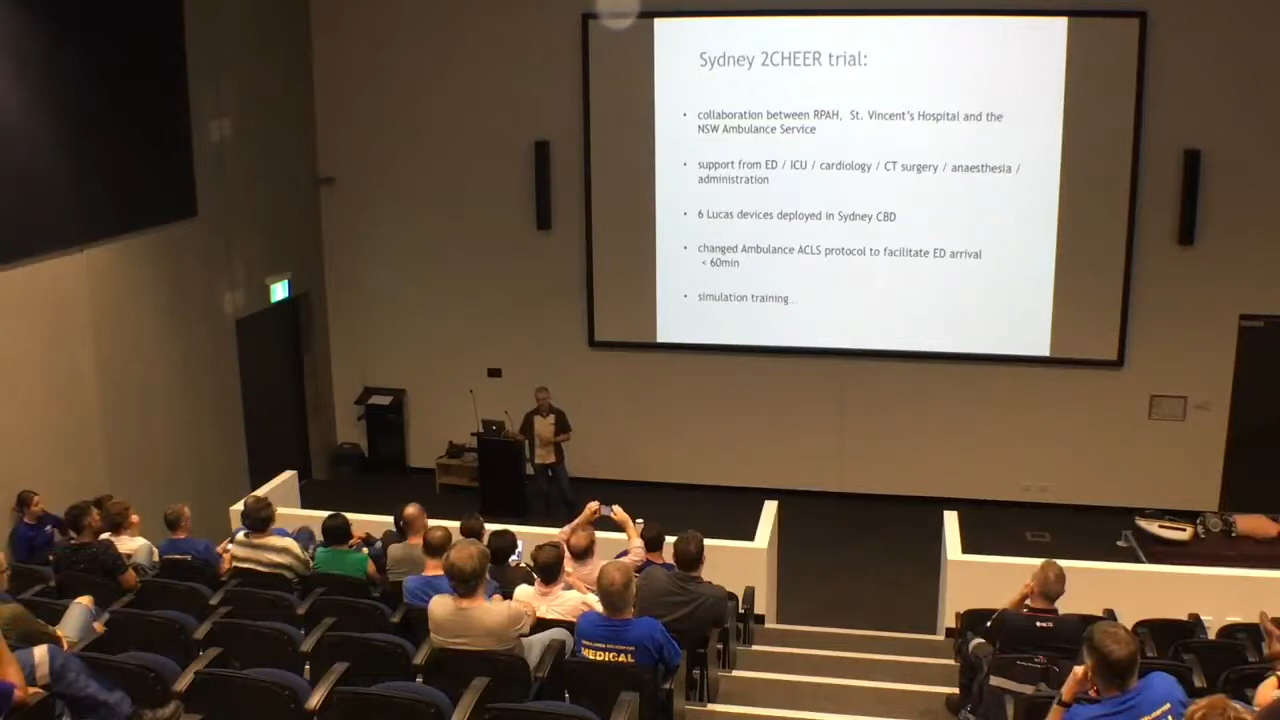 Sydney 2CHEER trial:
• collaboration between RPAH, St. Vincent's Hospital and the
NSW Ambulance Service
• support from ED / ICU / cardiology / CT surgery / anaesthesia /
administration
• 6 Lucas devices deployed in Sydney CBD
• changed Ambulance ACLS protocol to facilitate ED arrival
< 60min
• simulation training..
MEDICAL